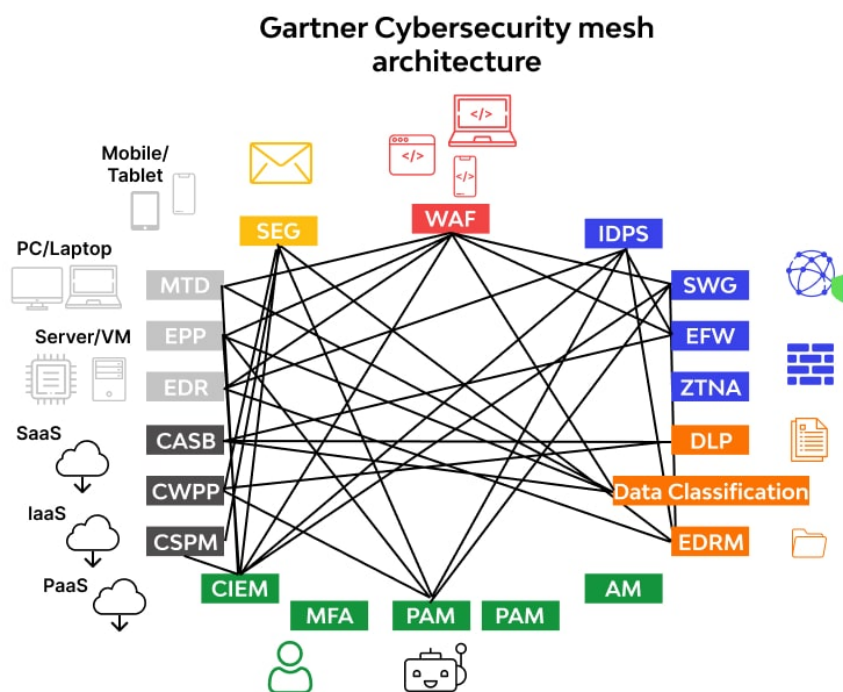 Gartner Cybersecurity mesh
architecture
Mobile/
Tablet
</>
</>
</>
SEG
WAF
IDPS
PC/Laptop
MTD
SWG
Server/VM
EPP
EFW
EDR
ZTNA
SaaS
CASB
DLP
CWPP
Data Classification
IaaS
CSPM
EDRM
PaaS
CIEM
AM
MFA
PAM
PAM